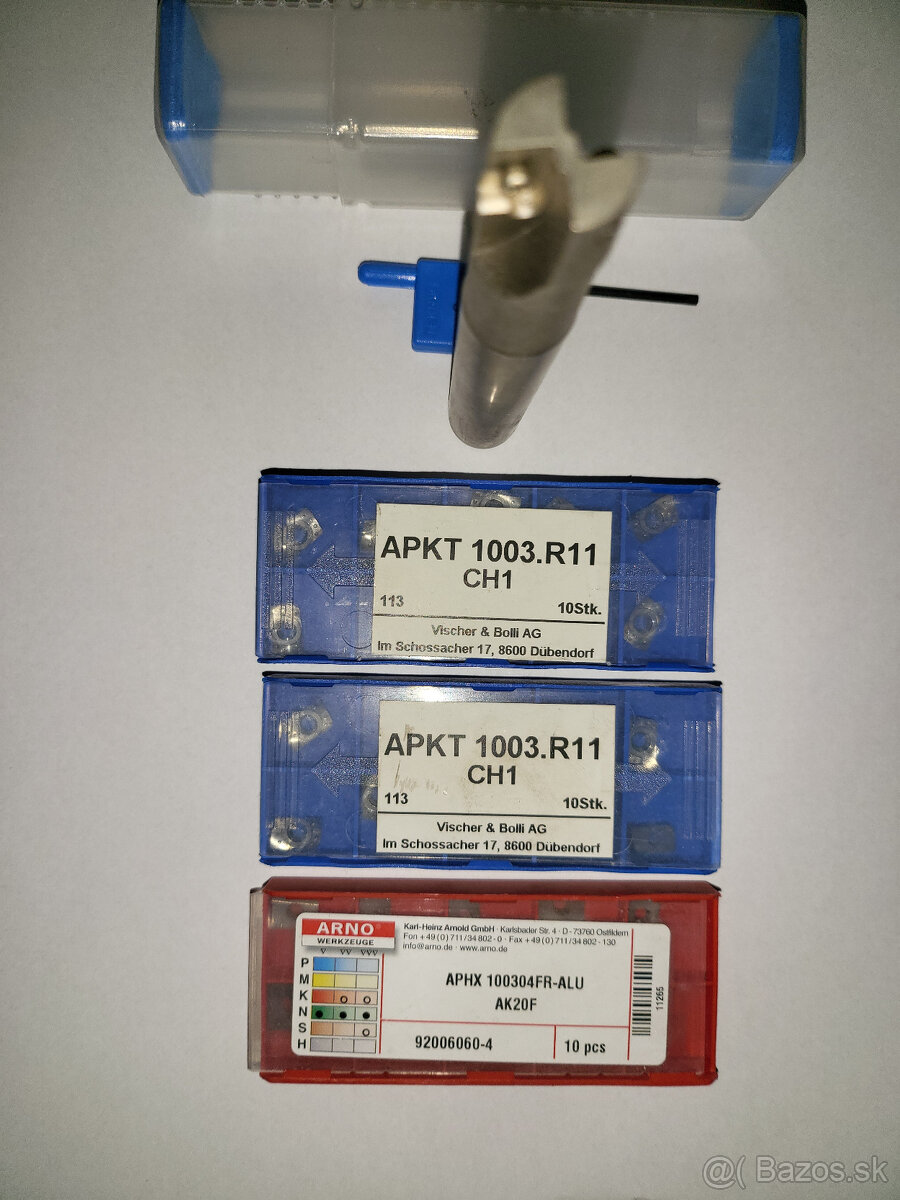 APKT 1003.R11
CH1
113
10Stk.
Vischer & Bolli AG
Im Schossacher 17, 8600 Dübendorf
APKT 1003.R11
CH1
113
10Stk.
Vischer & Bolli AG
Im Schossacher 17, 8600 Dübendorf
ARNO®
WERKZEUGE
Karl-Heinz Arnold GmbH · Karlsbader Str. 4 · D - 73760 Ostfildern
Fon + 49 (0) 711 / 34 802 - 0 · Fax + 49 (0) 711 / 34 802 - 130
info@arno.de · www.arno.de
P
M
K
N
S
H
APHX 100304FR-ALU
AK20F
92006060-4
10 pcs
11265
@( Bazos.sk